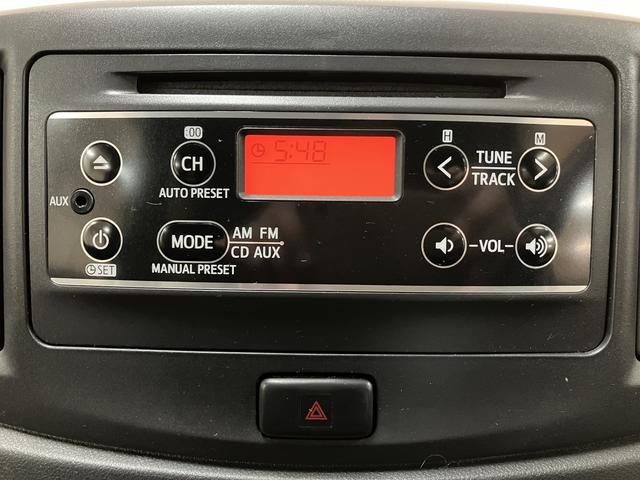 :00
CH
AUTO PRESET
5:48
H
M
TUNE
TRACK
AUX
MODE
AM FM
CD AUX
MANUAL PRESET
SET
VOL